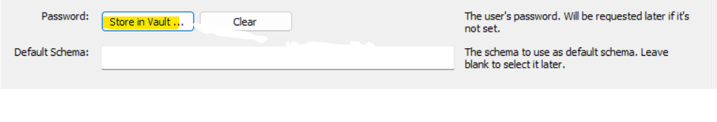 Password: Store in Vault ... Clear The user's password. Will be requested later if it's
not set.
Default Schema: The schema to use as default schema. Leave
blank to select it later.